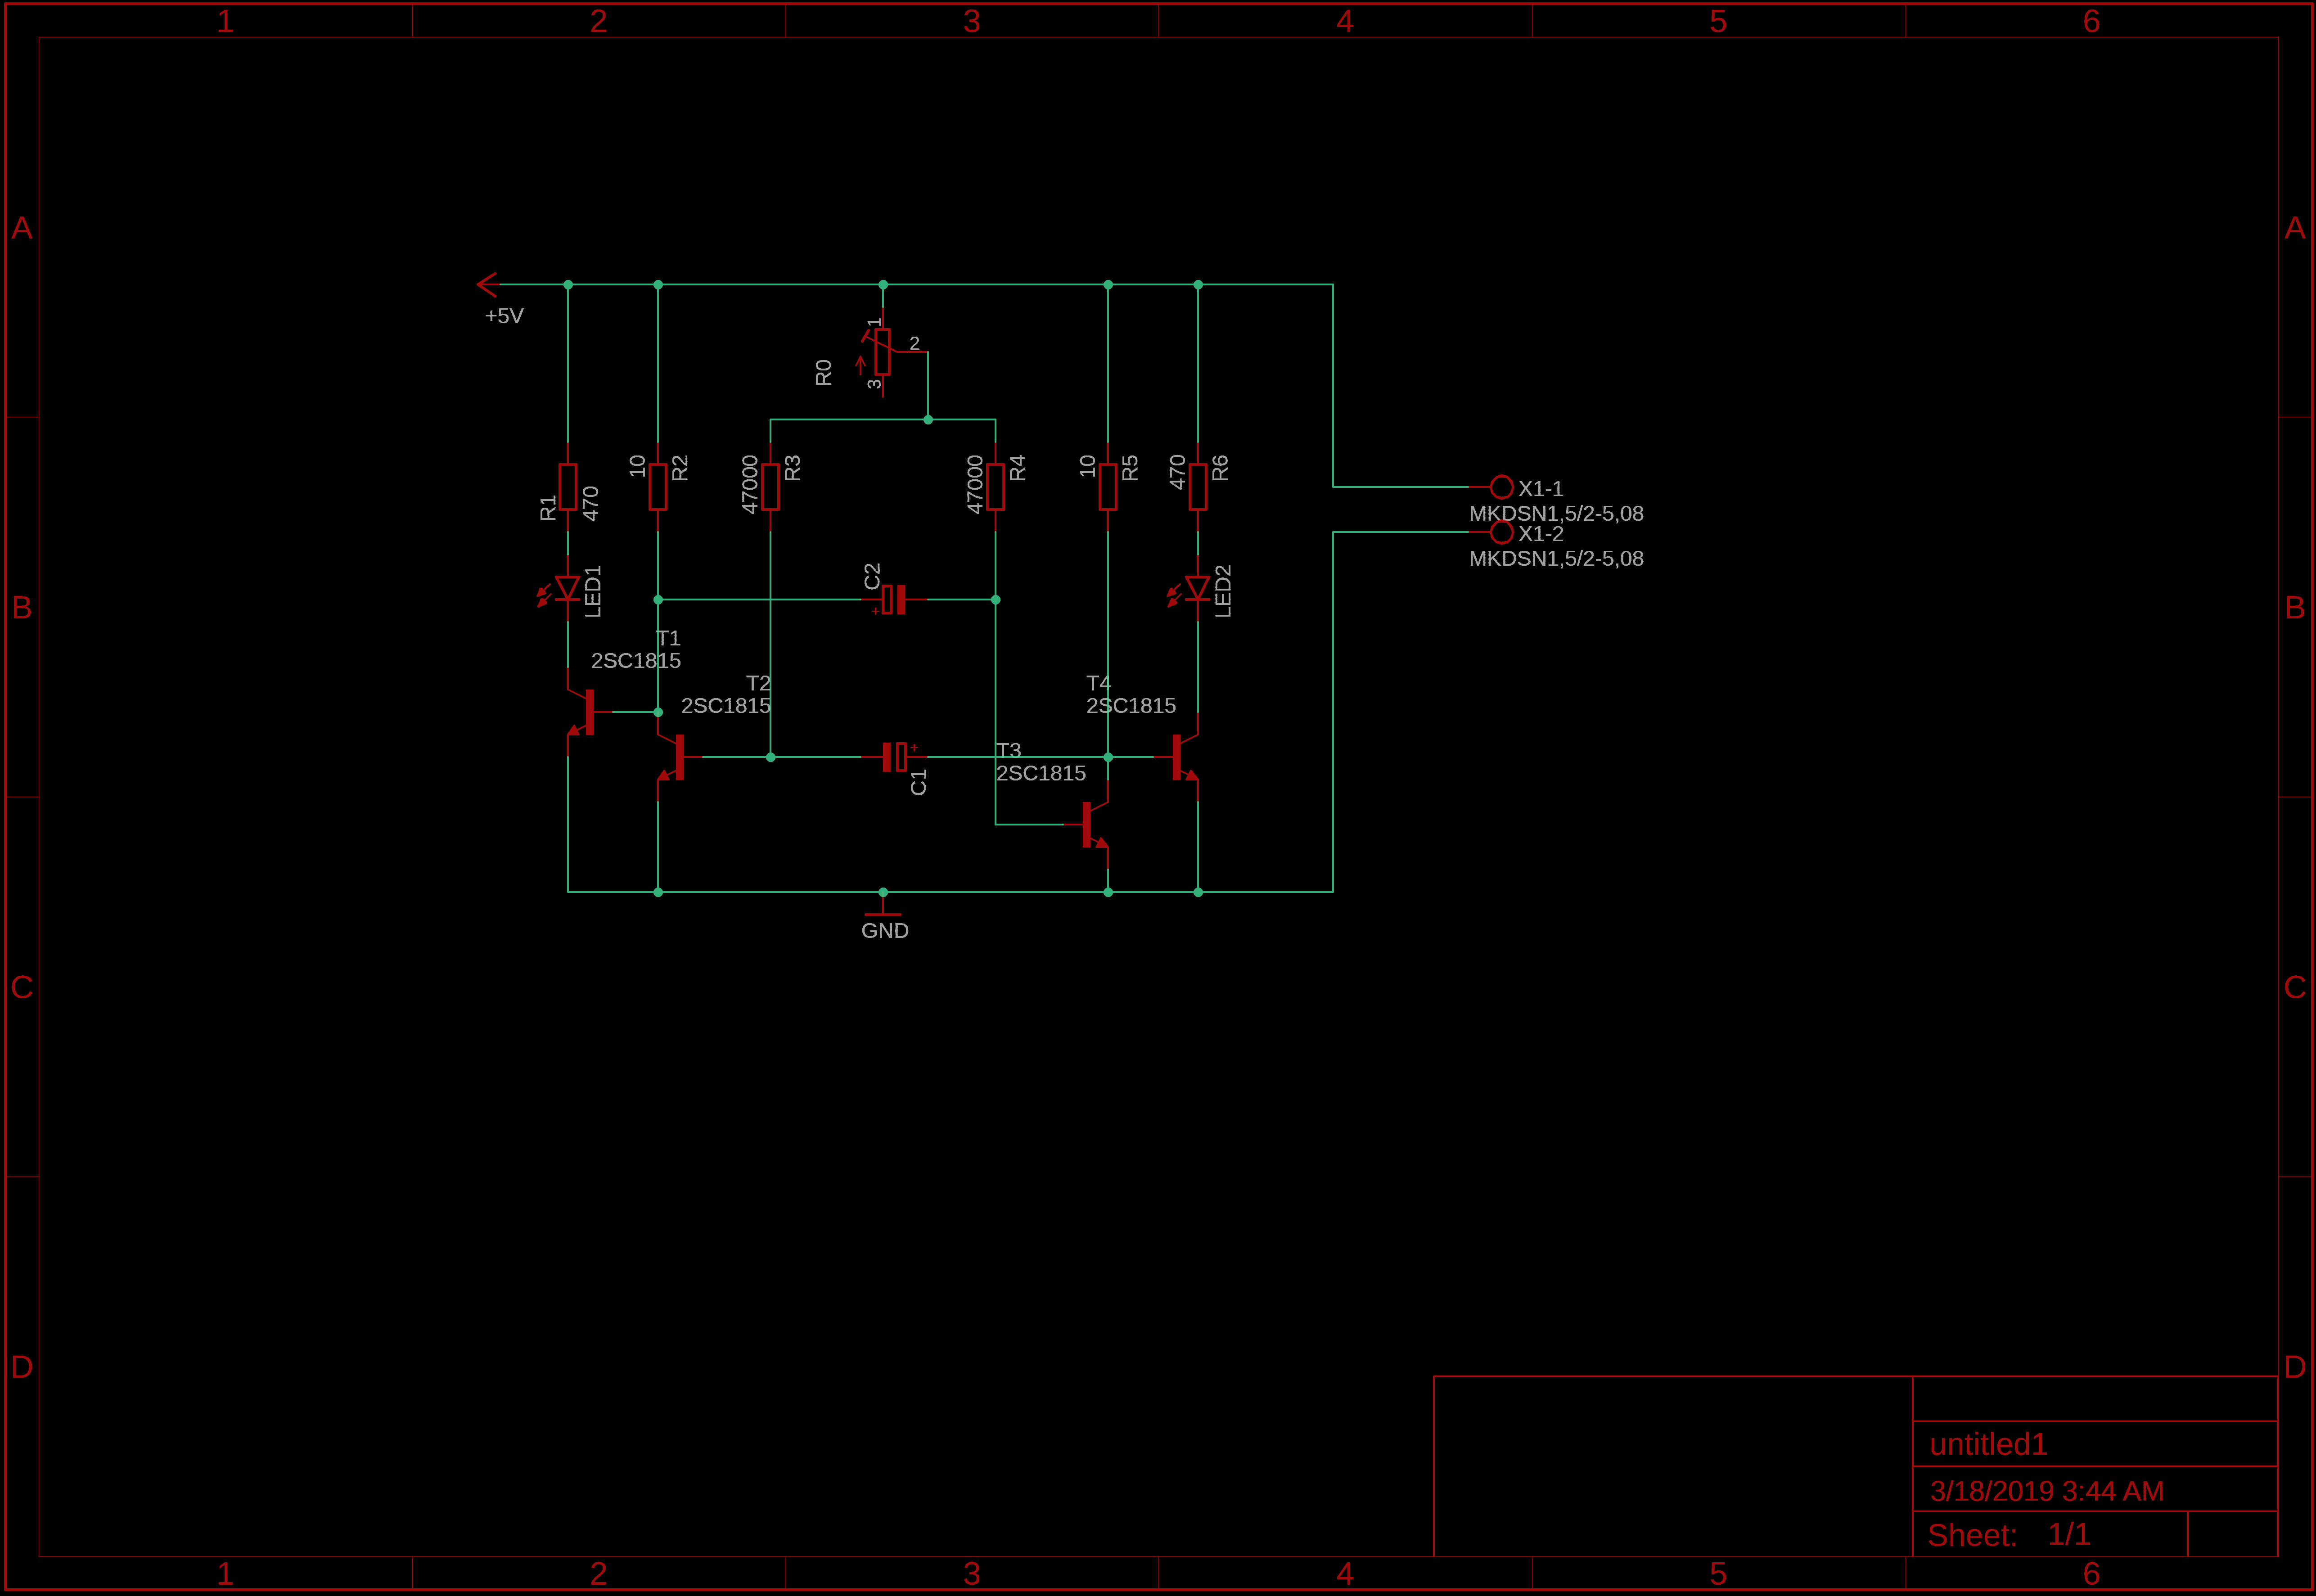 1 2 3 4 5 6
A A
+5V
1
2
3
R0
R1
470
10
R2
47000
R3
47000
R4
10
R5
470
R6
X1-1
MKDSN1,5/2-5,08
X1-2
MKDSN1,5/2-5,08
LED1
C2
+
LED2
B B
T1
2SC1815
T2
2SC1815
T4
2SC1815
+
C1
T3
2SC1815
GND
C C
D D
untitled1
3/18/2019 3:44 AM
Sheet: 1/1
1 2 3 4 5 6